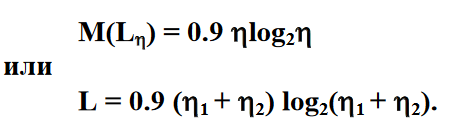 M(Lη) = 0.9 ηlog₂η
или
L = 0.9 (η₁ + η₂) log₂(η₁ + η₂).